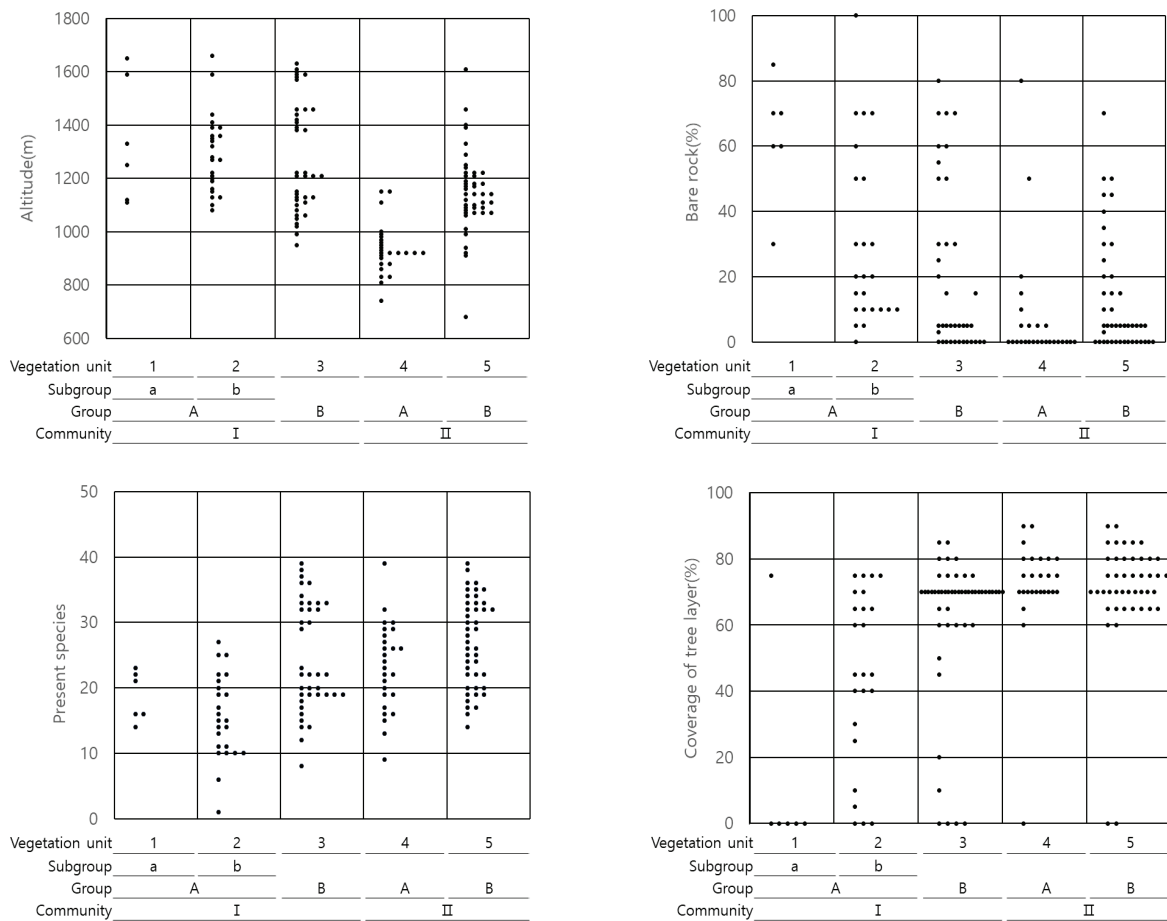 1800
1600
1400
1200
1000
800
600
Altitude(m)
Vegetation unit 1 2 3 4 5
Subgroup a b
Group A B A B
Community I II
100
80
60
40
20
0
Bare rock(%)
Vegetation unit 1 2 3 4 5
Subgroup a b
Group A B A B
Community I II
50
40
30
20
10
0
Present species
Vegetation unit 1 2 3 4 5
Subgroup a b
Group A B A B
Community I II
100
80
60
40
20
0
Coverage of tree layer(%)
Vegetation unit 1 2 3 4 5
Subgroup a b
Group A B A B
Community I II